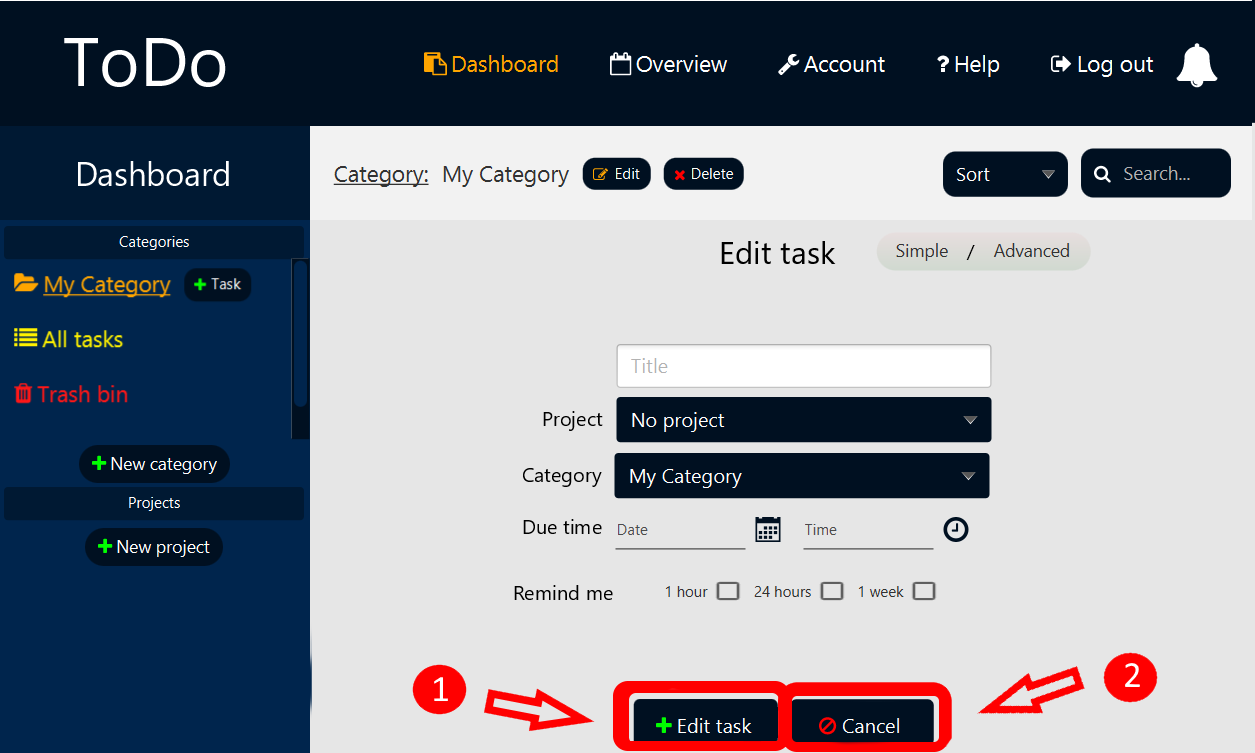 ToDo
Dashboard Overview Account ? Help Log out
Dashboard
Category: My Category Edit Delete Sort Search...
Categories
My Category + Task
All tasks
Trash bin
+ New category
Projects
+ New project
Edit task Simple / Advanced
Title
Project No project
Category My Category
Due time Date Time
Remind me 1 hour 24 hours 1 week
1 2
+ Edit task Cancel